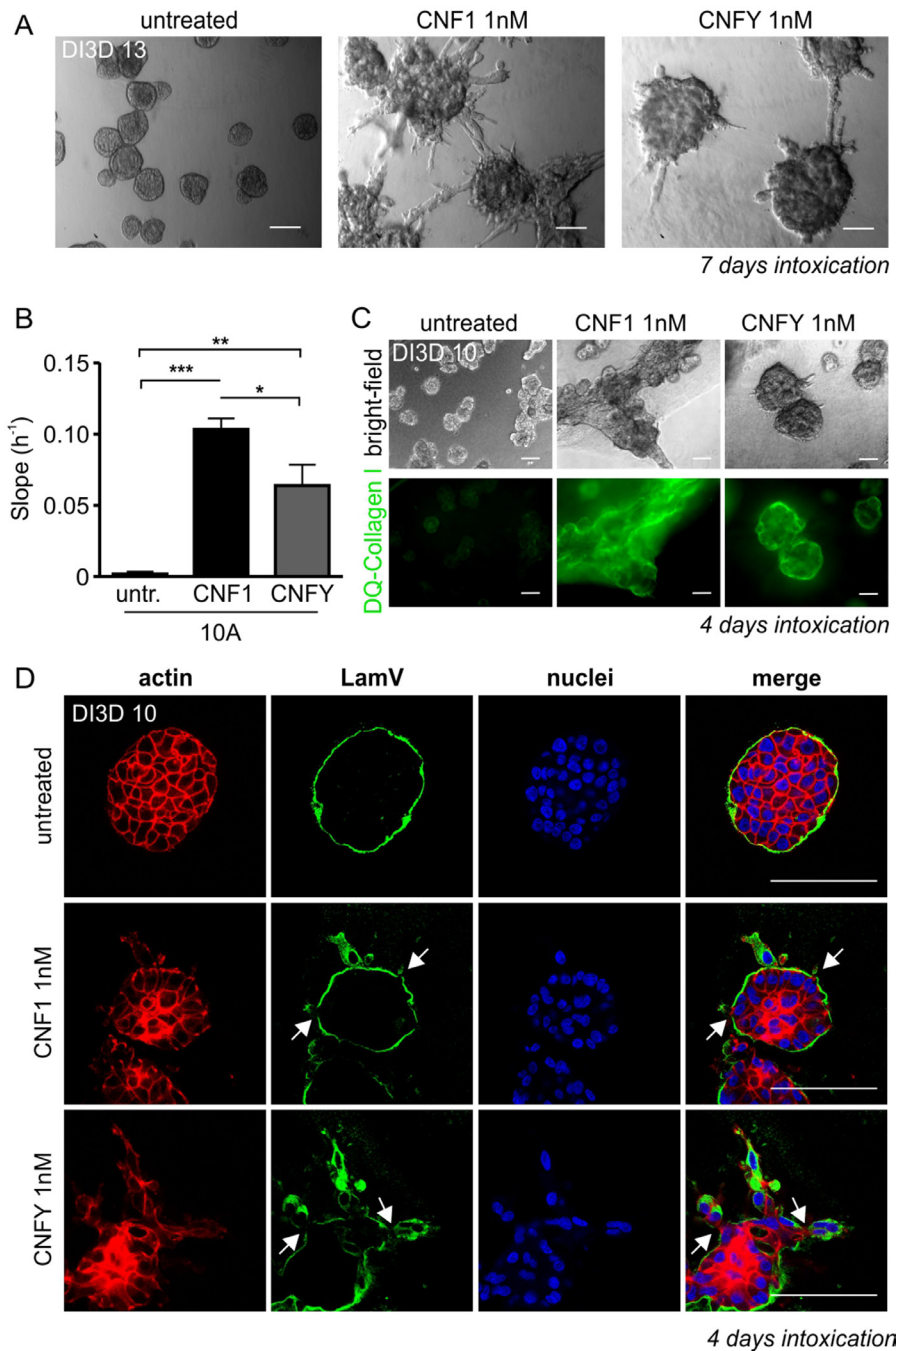 A
untreated
CNF1 1nM
CNFY 1nM
DI3D 13
7 days intoxication
B
**
***
*
0.15
0.10
0.05
0
Slope (h⁻¹)
untr.
CNF1
CNFY
10A
C
untreated
CNF1 1nM
CNFY 1nM
DI3D 10
bright-field
DQ-Collagen I
4 days intoxication
D
actin
LamV
nuclei
merge
DI3D 10
untreated
CNF1 1nM
CNFY 1nM
4 days intoxication